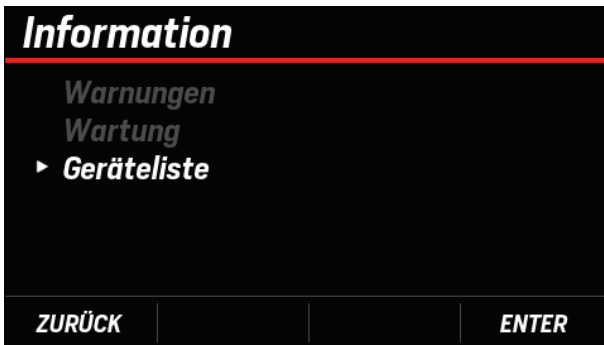 Information
Warnungen
Wartung
Geräteliste
ZURÜCK ENTER